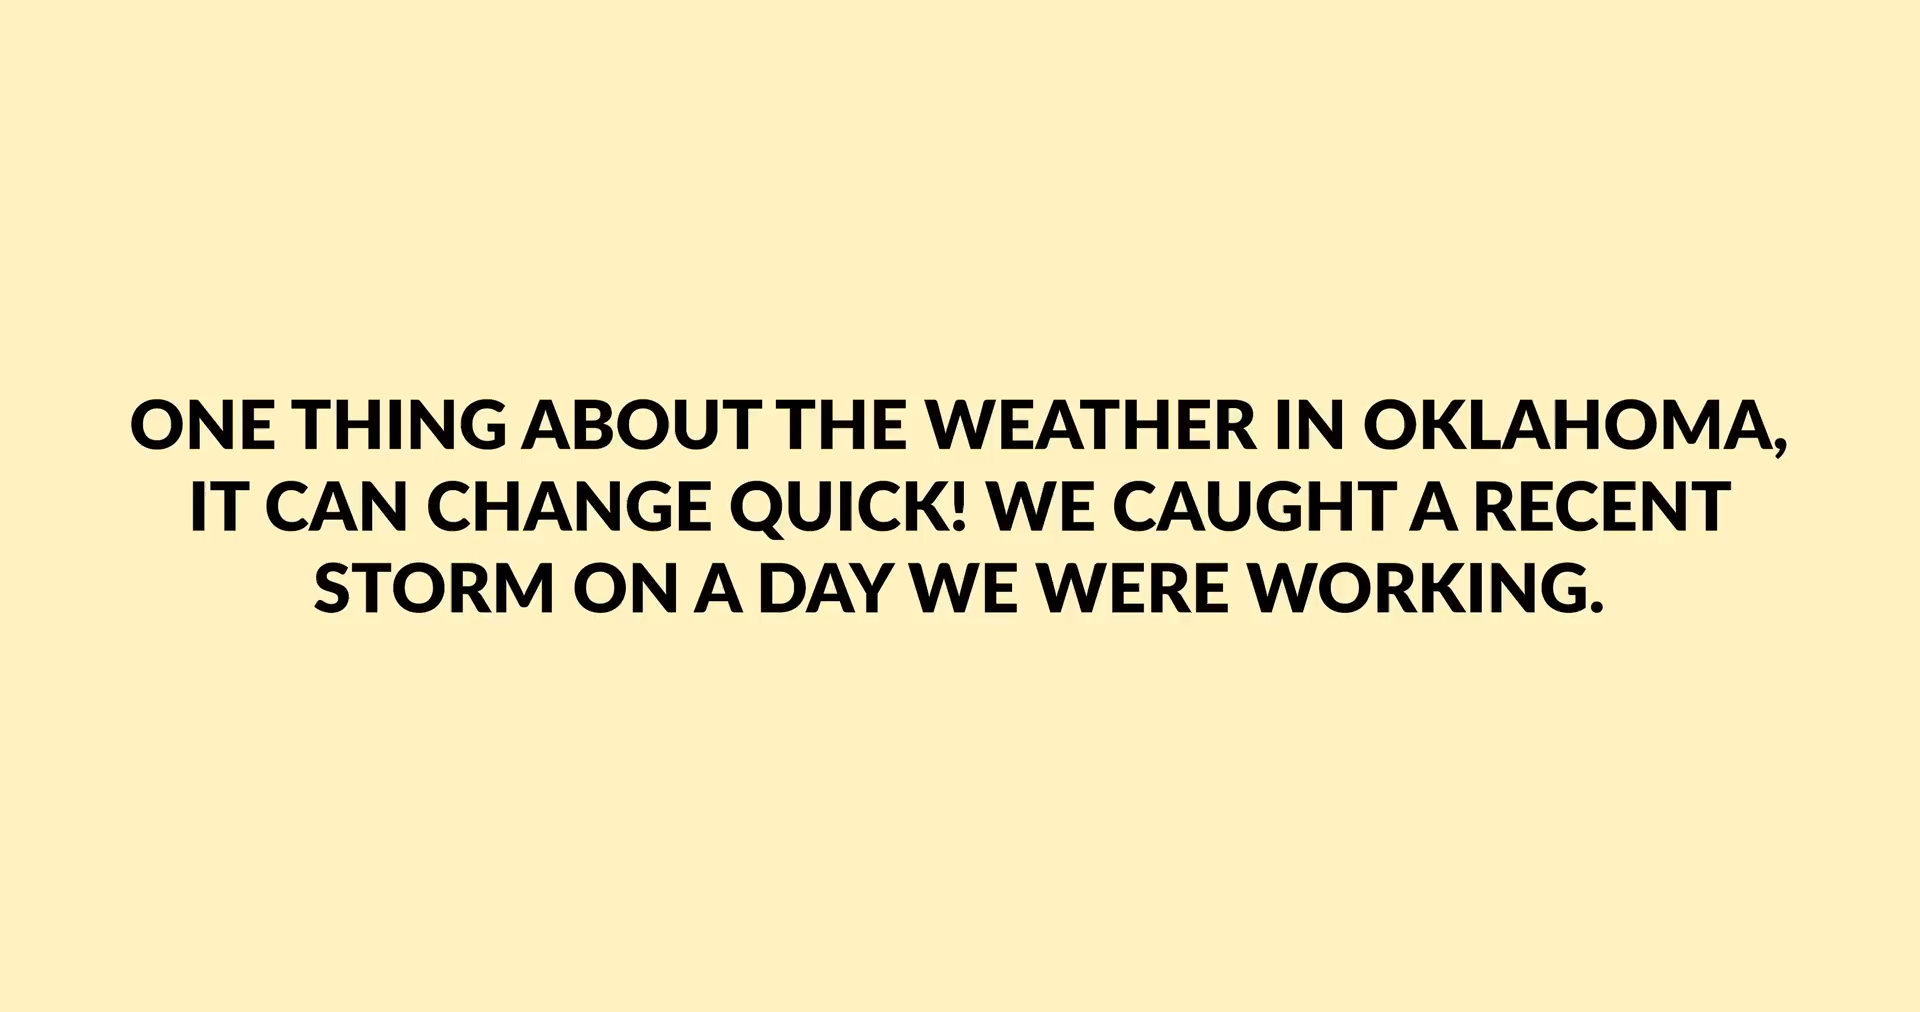 ONE THING ABOUT THE WEATHER IN OKLAHOMA,
IT CAN CHANGE QUICK! WE CAUGHT A RECENT
STORM ON A DAY WE WERE WORKING.